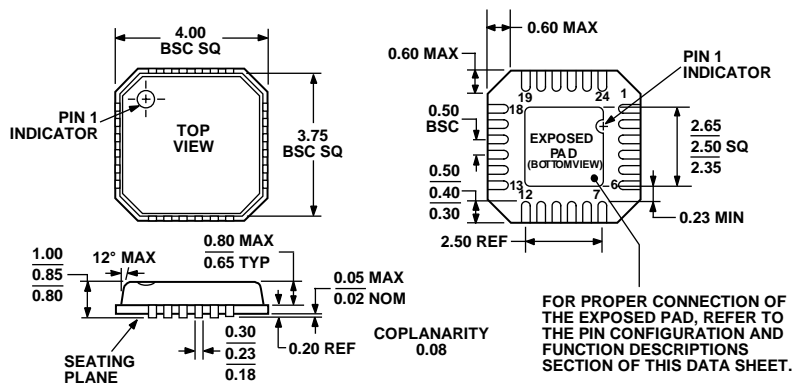 4.00
BSC SQ
PIN 1
INDICATOR
TOP
VIEW
3.75
BSC SQ
0.60 MAX
0.60 MAX
PIN 1
INDICATOR
19
24
1
18
0.50
BSC
EXPOSED
PAD
(BOTTOMVIEW)
2.65
2.50 SQ
2.35
0.50
0.40
0.30
13
12
7
6
0.23 MIN
2.50 REF
1.00
0.85
0.80
12° MAX
0.80 MAX
0.65 TYP
0.05 MAX
0.02 NOM
SEATING
PLANE
0.30
0.23
0.18
0.20 REF
COPLANARITY
0.08
FOR PROPER CONNECTION OF
THE EXPOSED PAD, REFER TO
THE PIN CONFIGURATION AND
FUNCTION DESCRIPTIONS
SECTION OF THIS DATA SHEET.